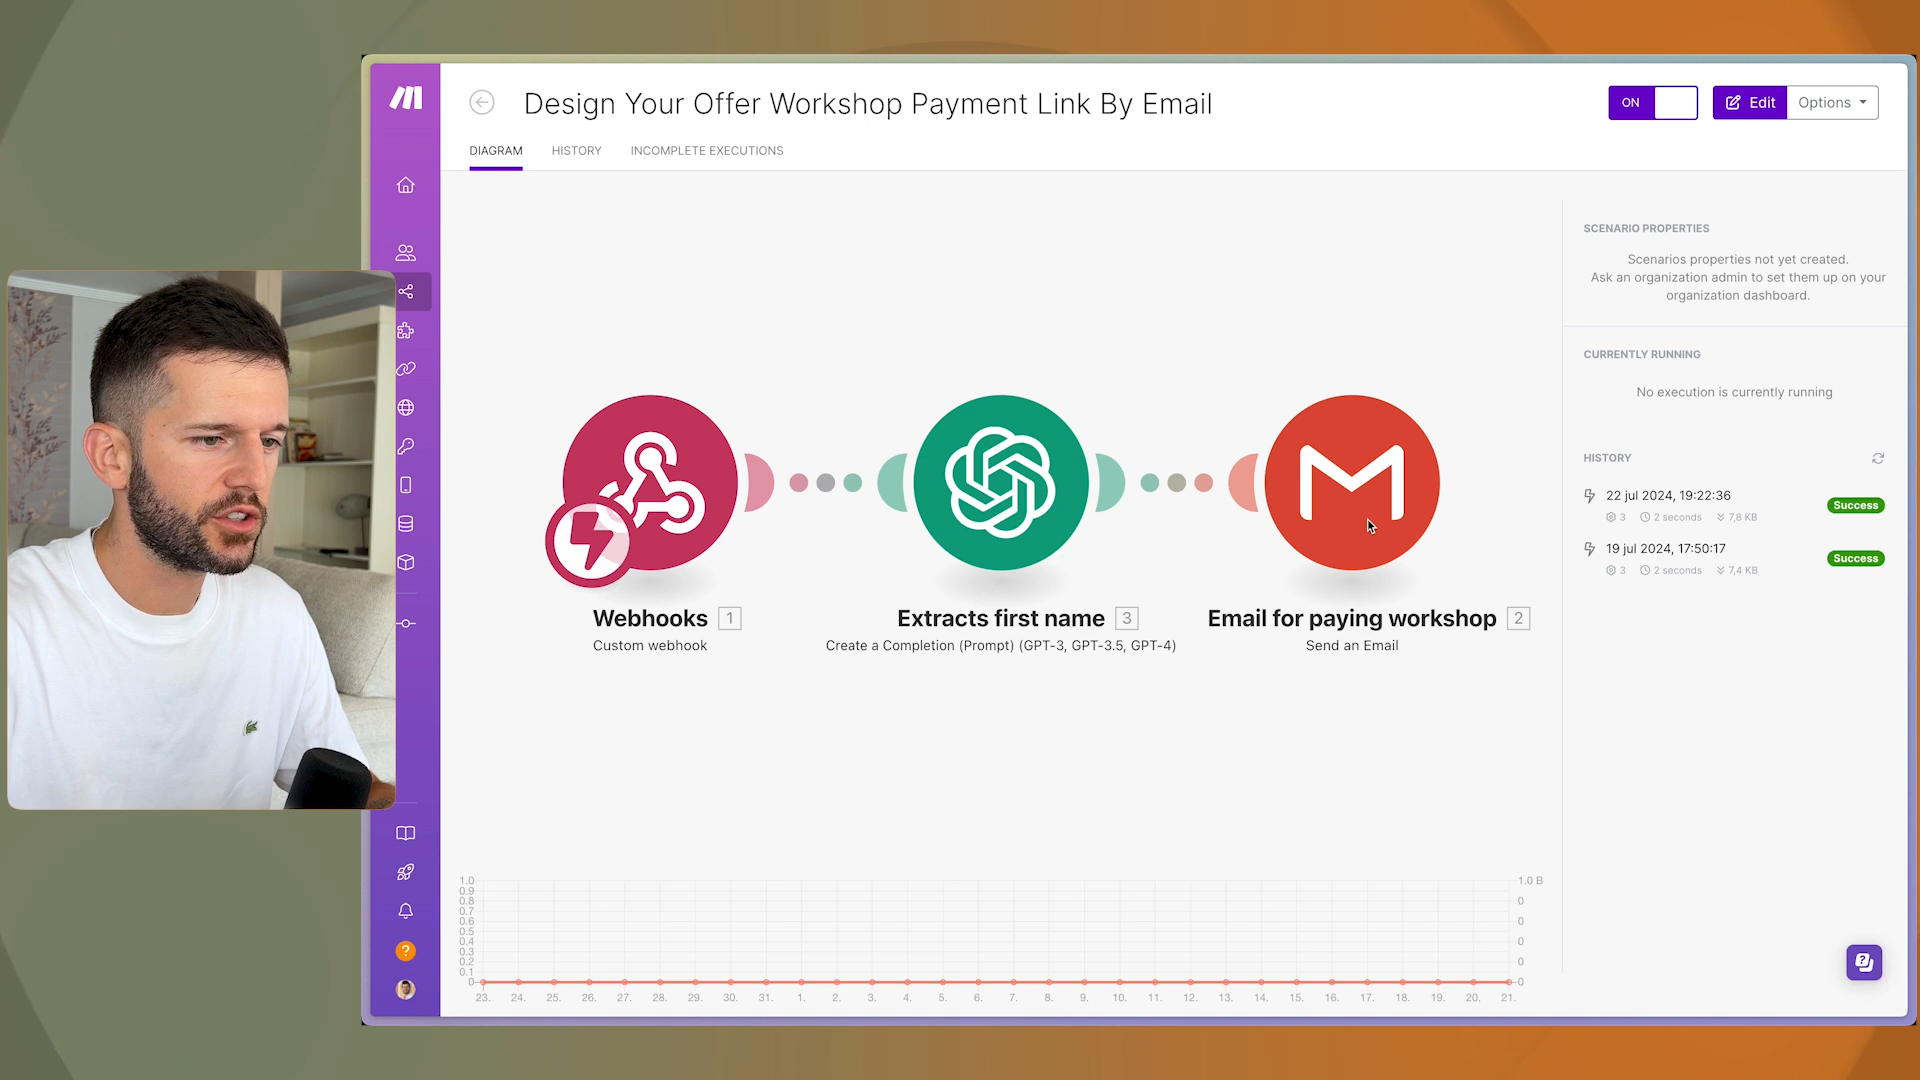 Design Your Offer Workshop Payment Link By Email
ON
Edit
Options
DIAGRAM
HISTORY
INCOMPLETE EXECUTIONS
SCENARIO PROPERTIES
Scenarios properties not yet created.
Ask an organization admin to set them up on your
organization dashboard.
CURRENTLY RUNNING
No execution is currently running
HISTORY
22 jul 2024, 19:22:36
3 2 seconds 7,8 KB
Success
19 jul 2024, 17:50:17
3 2 seconds 7,4 KB
Success
Webhooks 1
Custom webhook
Extracts first name 3
Create a Completion (Prompt) (GPT-3, GPT-3.5, GPT-4)
Email for paying workshop 2
Send an Email
1.0
0.9
0.8
0.7
0.6
0.5
0.4
0.3
0.2
0.1
0
1.0 B
0
0
0
0
0
23. 24. 25. 26. 27. 28. 29. 30. 31. 1. 2. 3. 4. 5. 6. 7. 8. 9. 10. 11. 12. 13. 14. 15. 16. 17. 18. 19. 20. 21.
?
?